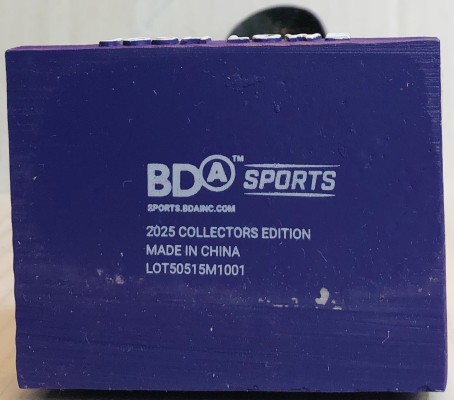 BDA™ SPORTS
SPORTS.BDAINC.COM
2025 COLLECTORS EDITION
MADE IN CHINA
LOT50515M1001